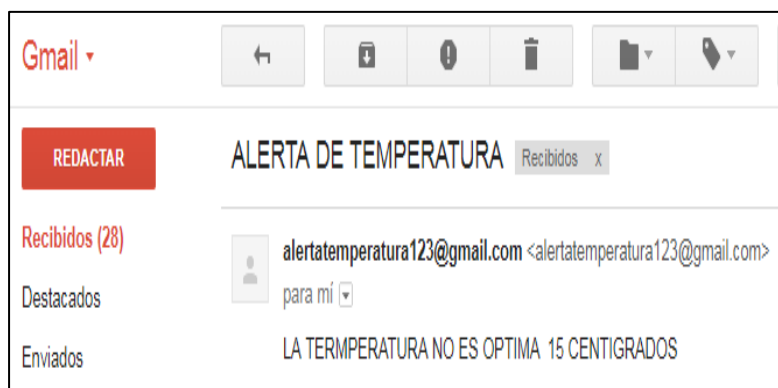 Gmail
REDACTAR
ALERTA DE TEMPERATURA Recibidos x
Recibidos (28)
alertatemperatura123@gmail.com <alertatemperatura123@gmail.com>
para mí
Destacados
Enviados
LA TERMPERATURA NO ES OPTIMA 15 CENTIGRADOS